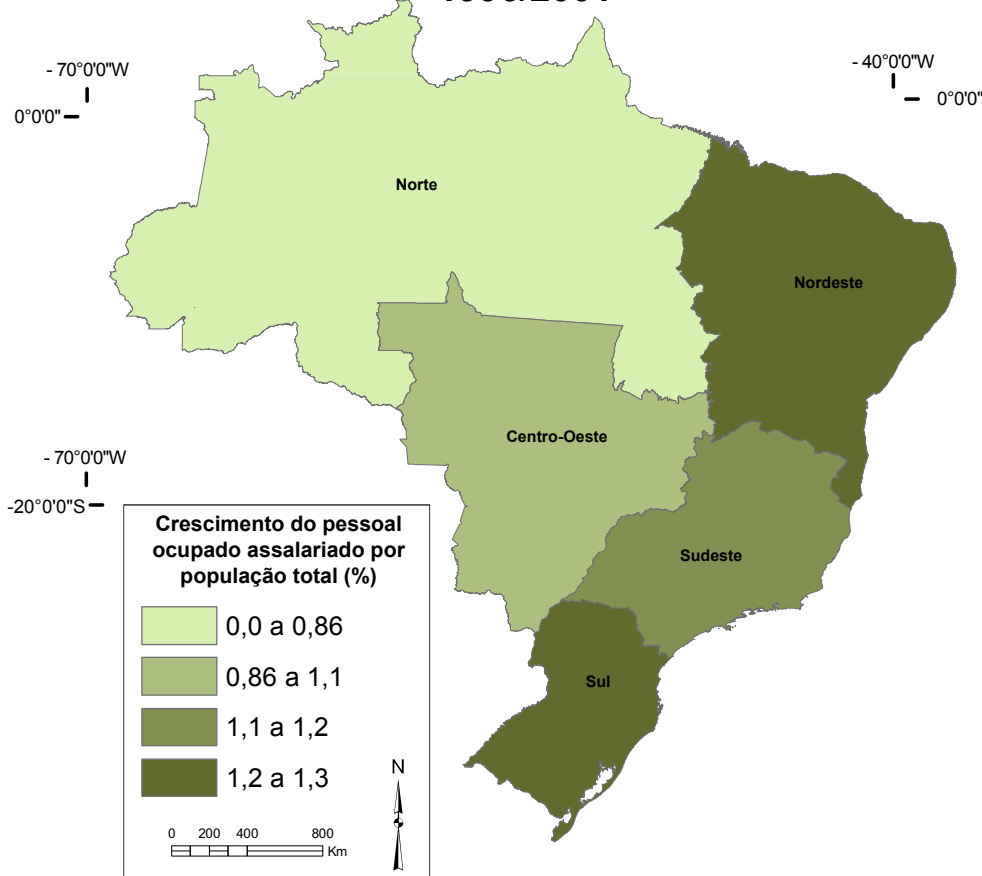 - 70°0'0"W
- 40°0'0"W
0°0'0"
0°0'0"
Norte
Nordeste
Centro-Oeste
- 70°0'0"W
-20°0'0"S
Sudeste
Sul
Crescimento do pessoal
ocupado assalariado por
população total (%)
0,0 a 0,86
0,86 a 1,1
1,1 a 1,2
1,2 a 1,3
N
0 200 400 800
Km